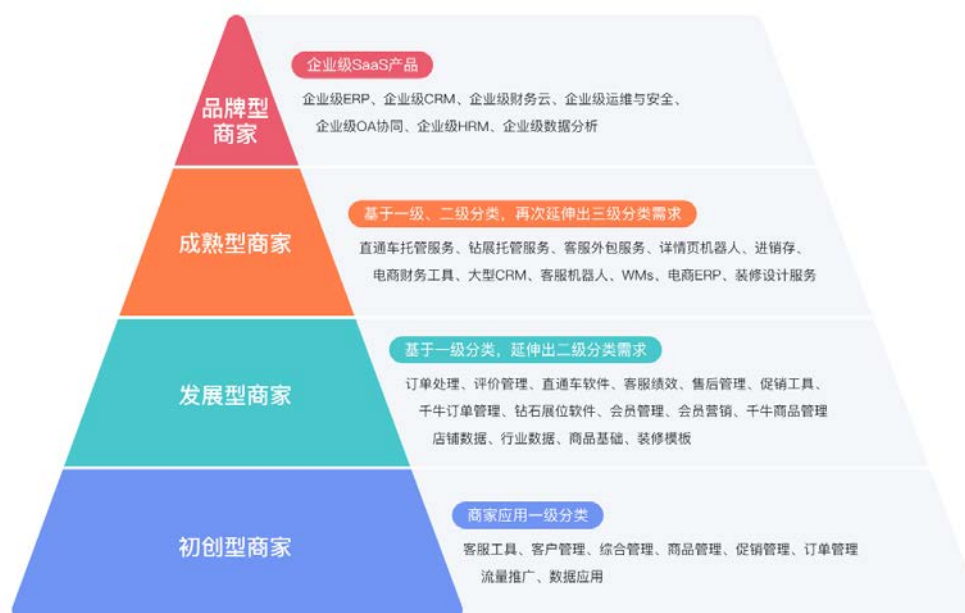 企业级SaaS产品
品牌型
商家
企业级ERP、企业级CRM、企业级财务云、企业级运维与安全、
企业级OA协同、企业级HRM、企业级数据分析
基于一级、二级分类，再次延伸出三级分类需求
成熟型商家
直通车托管服务、钻展托管服务、客服外包服务、详情页机器人、进销存、
电商财务工具、大型CRM、客服机器人、WMs、电商ERP、装修设计服务
基于一级分类，延伸出二级分类需求
发展型商家
订单处理、评价管理、直通车软件、客服绩效、售后管理、促销工具、
千牛订单管理、钻石展位软件、会员管理、会员营销、千牛商品管理
店铺数据、行业数据、商品基础、装修模板
商家应用一级分类
初创型商家
客服工具、客户管理、综合管理、商品管理、促销管理、订单管理
流量推广、数据应用